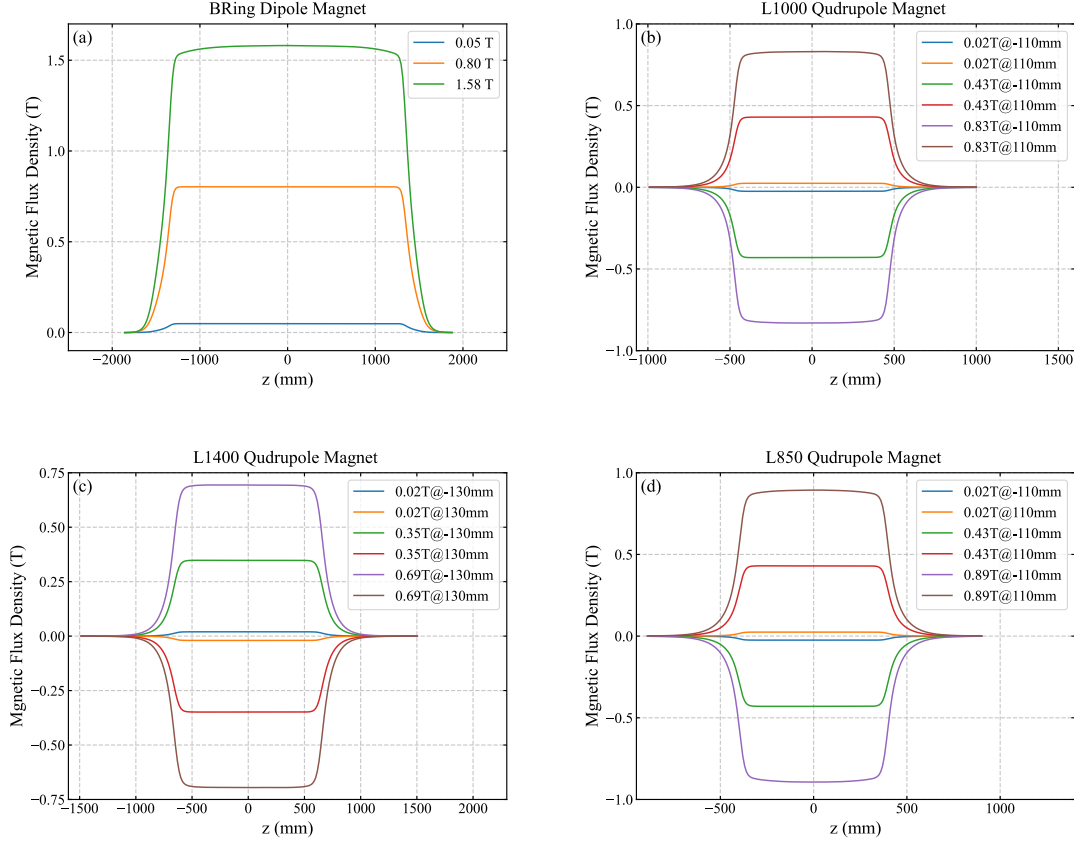 BRing Dipole Magnet
(a)
0.05 T
0.80 T
1.58 T
Mgnetic Flux Density (T)
1.5
1.0
0.5
0.0
−2000 −1000 0 1000 2000
z (mm)
L1000 Qudrupole Magnet
(b)
0.02T@-110mm
0.02T@110mm
0.43T@-110mm
0.43T@110mm
0.83T@-110mm
0.83T@110mm
Mgnetic Flux Density (T)
1.0
0.5
0.0
−0.5
−1.0
−1000 −500 0 500 1000 1500
z (mm)
L1400 Qudrupole Magnet
(c)
0.02T@-130mm
0.02T@130mm
0.35T@-130mm
0.35T@130mm
0.69T@-130mm
0.69T@130mm
Mgnetic Flux Density (T)
0.75
0.50
0.25
0.00
−0.25
−0.50
−0.75
−1500 −1000 −500 0 500 1000 1500 2000
z (mm)
L850 Qudrupole Magnet
(d)
0.02T@-110mm
0.02T@110mm
0.43T@-110mm
0.43T@110mm
0.89T@-110mm
0.89T@110mm
Mgnetic Flux Density (T)
1.0
0.5
0.0
−0.5
−1.0
−500 0 500 1000
z (mm)